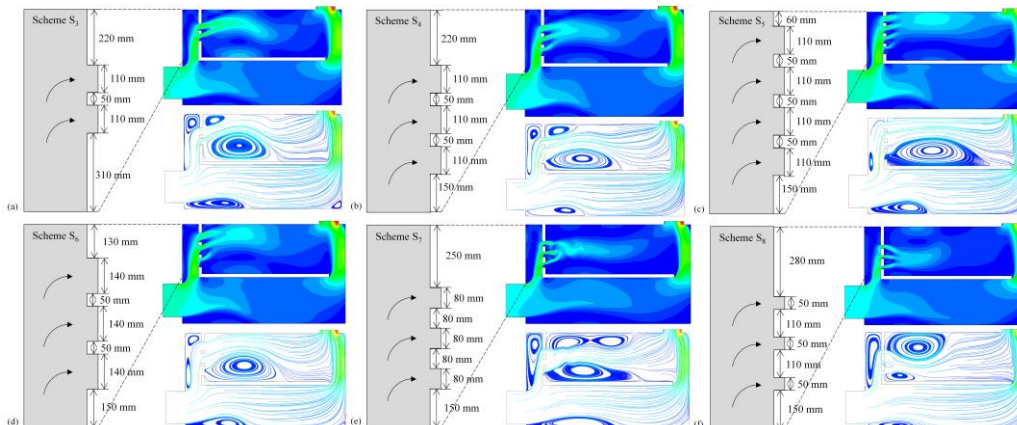 Scheme S3
220 mm
110 mm
50 mm
110 mm
310 mm
(a)
Scheme S4
220 mm
110 mm
50 mm
110 mm
50 mm
110 mm
150 mm
(b)
Scheme S5
60 mm
110 mm
50 mm
110 mm
50 mm
110 mm
50 mm
110 mm
150 mm
(c)
Scheme S6
130 mm
140 mm
50 mm
140 mm
50 mm
140 mm
150 mm
(d)
Scheme S7
250 mm
80 mm
80 mm
80 mm
80 mm
80 mm
150 mm
(e)
Scheme S8
280 mm
50 mm
110 mm
50 mm
110 mm
50 mm
150 mm
(f)